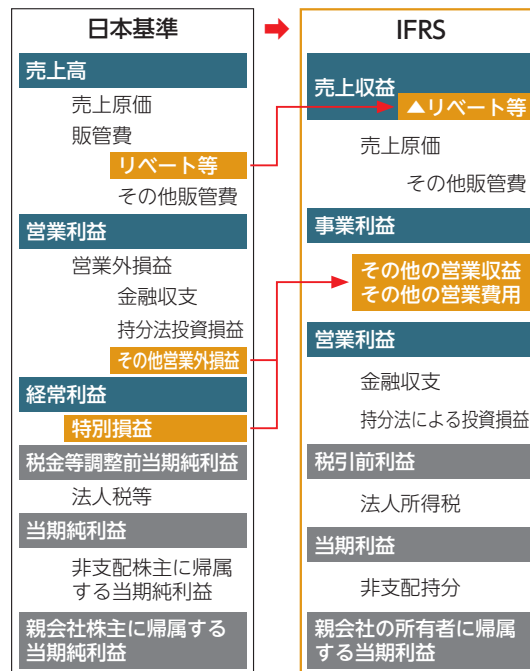 日本基準
売上高
売上原価
販管費
リベート等
その他販管費
営業利益
営業外損益
金融収支
持分法投資損益
その他営業外損益
経常利益
特別損益
税金等調整前当期純利益
法人税等
当期純利益
非支配株主に帰属
する当期純利益
親会社株主に帰属する
当期純利益
IFRS
売上収益
▲リベート等
売上原価
その他販管費
事業利益
その他の営業収益
その他の営業費用
営業利益
金融収支
持分法による投資損益
税引前利益
法人所得税
当期利益
非支配持分
親会社の所有者に帰属
する当期利益